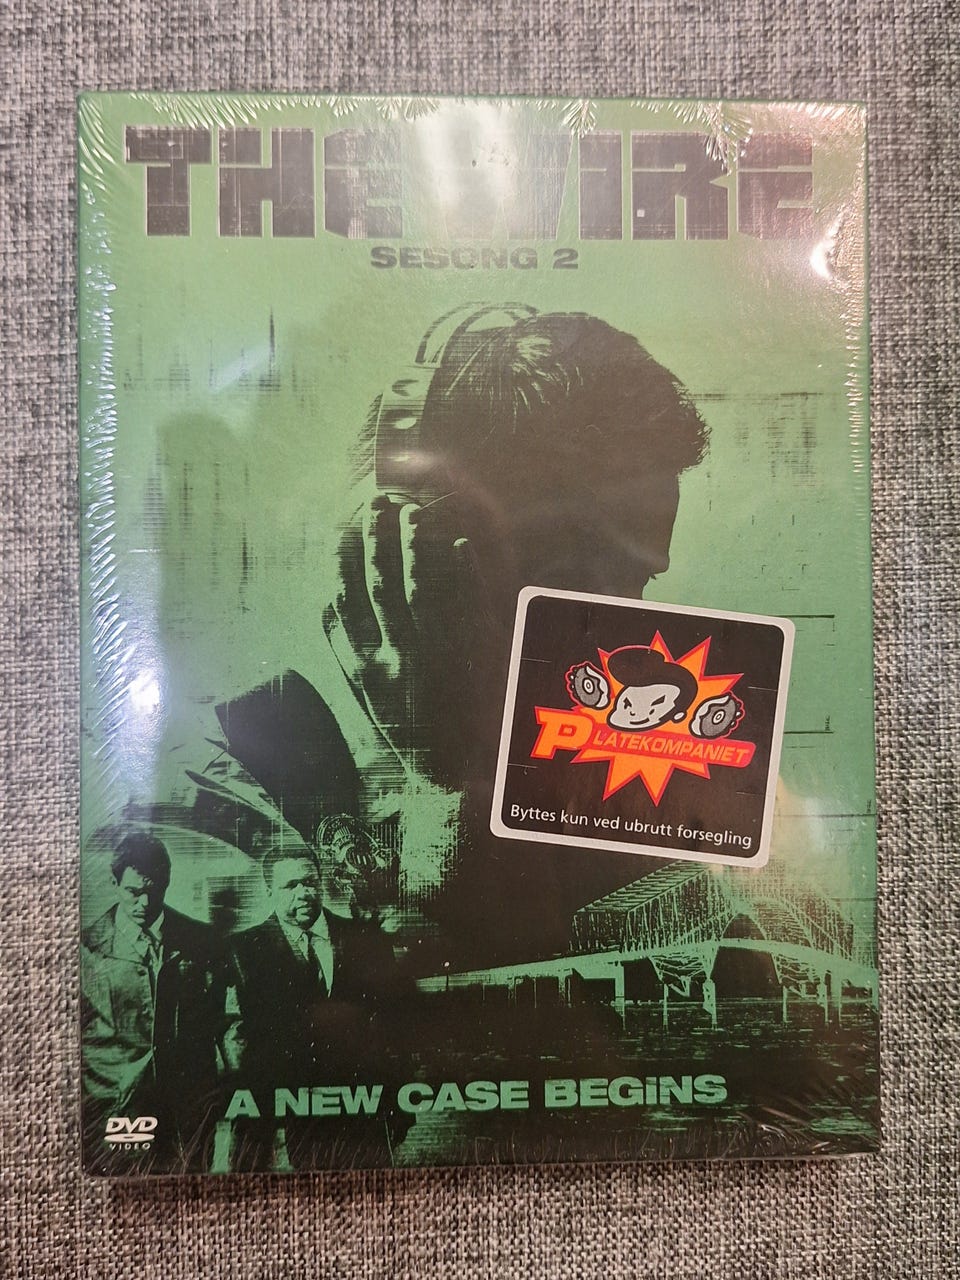 THE WIRE
SESONG 2
PLATEKOMPANIET
Byttes kun ved ubrutt forsegling
A NEW CASE BEGINS
DVD
VIDEO